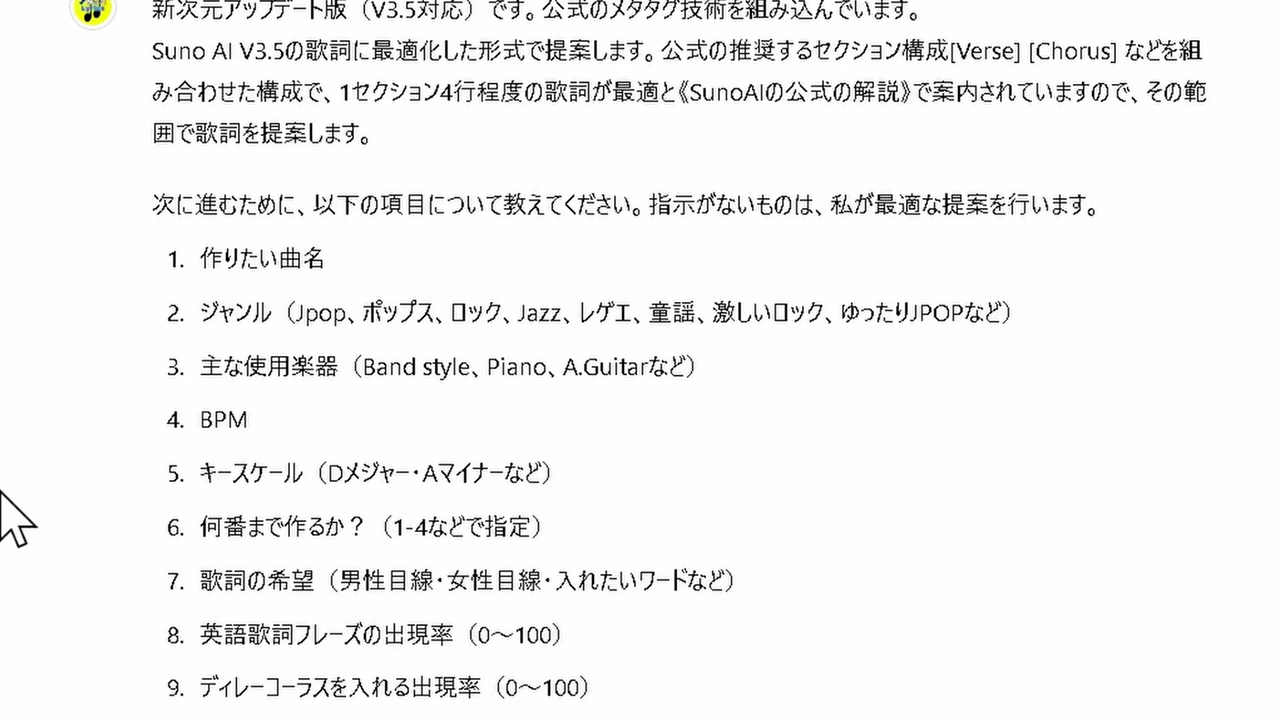 新次元アップデート版（V3.5対応）です。公式のメタタグ技術を組み込んでいます。
Suno AI V3.5の歌詞に最適化した形式で提案します。公式の推奨するセクション構成[Verse] [Chorus] などを組
み合わせた構成で、1セクション4行程度の歌詞が最適と《SunoAIの公式の解説》で案内されていますので、その範
囲で歌詞を提案します。
次に進むために、以下の項目について教えてください。指示がないものは、私が最適な提案を行います。
1. 作りたい曲名
2. ジャンル（Jpop、ポップス、ロック、Jazz、レゲエ、童謡、激しいロック、ゆったりJPOPなど）
3. 主な使用楽器（Band style、Piano、A.Guitarなど）
4. BPM
5. キースケール（Dメジャー・Aマイナーなど）
6. 何番まで作るか？（1-4などで指定）
7. 歌詞の希望（男性目線・女性目線・入れたいワードなど）
8. 英語歌詞フレーズの出現率（0～100）
9. ディレーコーラスを入れる出現率（0～100）